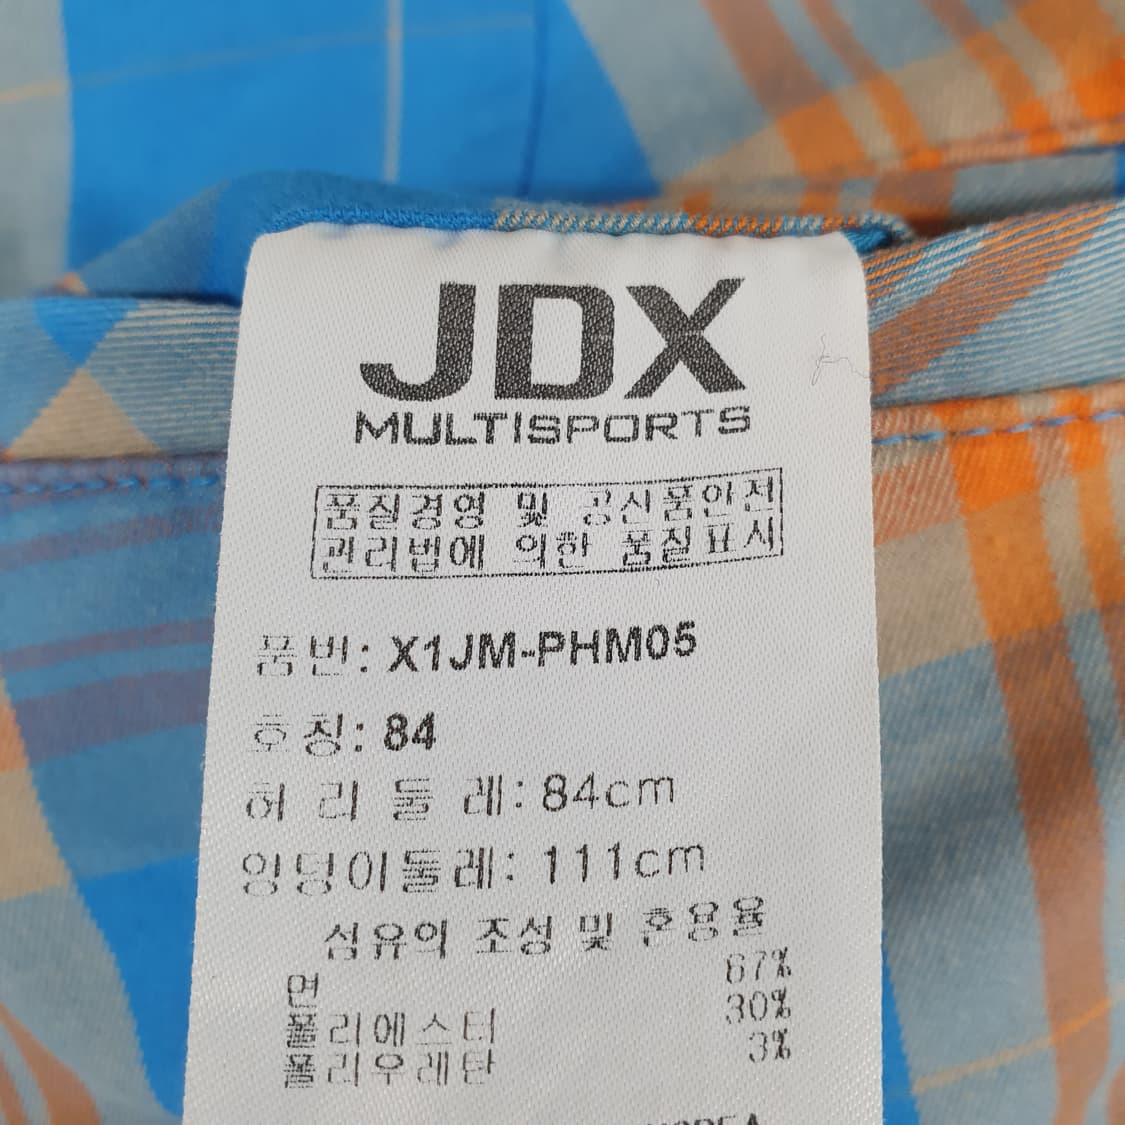 JDX
MULTISPORTS
품질경영 및 공산품안전
관리법에 의한 품질표시
품번: X1JM-PHM05
호칭: 84
허 리 둘 레: 84cm
엉덩이둘레: 111cm
섬유의 조성 및 혼용율
면 67%
폴리에스터 30%
폴리우레탄 3%
KOREA